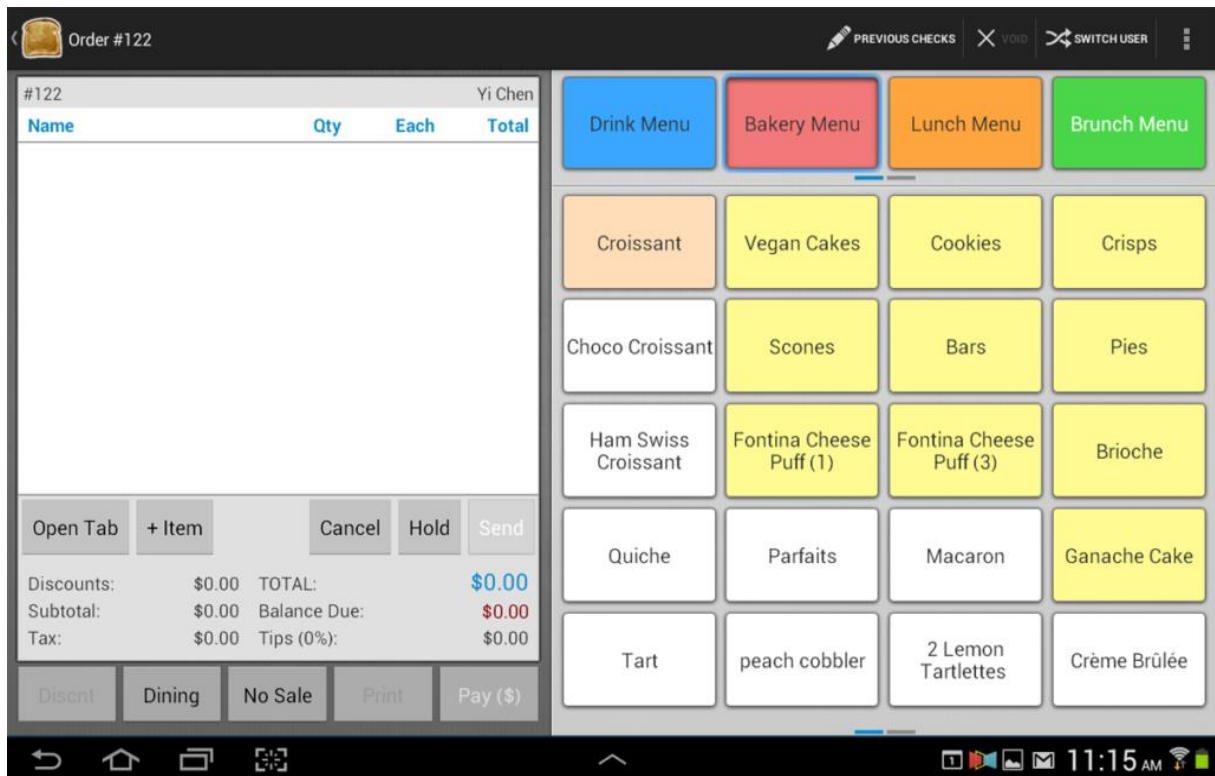 Order #122
PREVIOUS CHECKS
VOID
SWITCH USER
#122 Yi Chen
Name Qty Each Total
Open Tab
+ Item
Cancel
Hold
Send
Discounts: $0.00 TOTAL: $0.00
Subtotal: $0.00 Balance Due: $0.00
Tax: $0.00 Tips (0%): $0.00
Discnt
Dining
No Sale
Print
Pay ($)
Drink Menu
Bakery Menu
Lunch Menu
Brunch Menu
Croissant
Vegan Cakes
Cookies
Crisps
Choco Croissant
Scones
Bars
Pies
Ham Swiss
Croissant
Fontina Cheese
Puff (1)
Fontina Cheese
Puff (3)
Brioche
Quiche
Parfaits
Macaron
Ganache Cake
Tart
peach cobbler
2 Lemon
Tartlettes
Crème Brûlée
1
11:15 AM